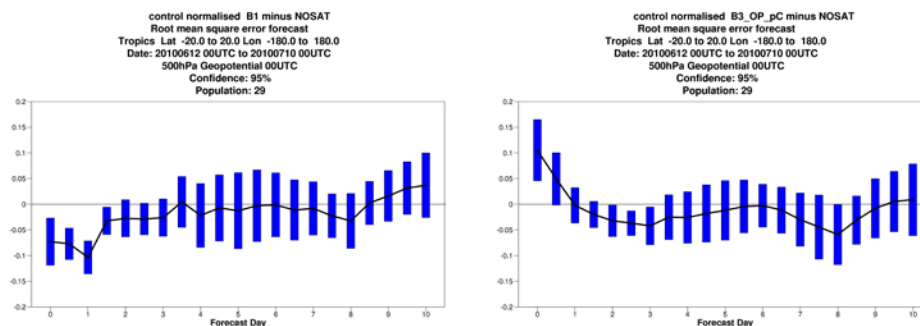 control normalised B1 minus NOSAT
Root mean square error forecast
Tropics Lat -20.0 to 20.0 Lon -180.0 to 180.0
Date: 20100612 00UTC to 20100710 00UTC
500hPa Geopotential 00UTC
Confidence: 95%
Population: 29
0.2
0.15
0.1
0.05
0
-0.05
-0.1
-0.15
-0.2
0 1 2 3 4 5 6 7 8 9 10
Forecast Day
control normalised B3_OP_pC minus NOSAT
Root mean square error forecast
Tropics Lat -20.0 to 20.0 Lon -180.0 to 180.0
Date: 20100612 00UTC to 20100710 00UTC
500hPa Geopotential 00UTC
Confidence: 95%
Population: 29
0.2
0.15
0.1
0.05
0
-0.05
-0.1
-0.15
-0.2
0 1 2 3 4 5 6 7 8 9 10
Forecast Day